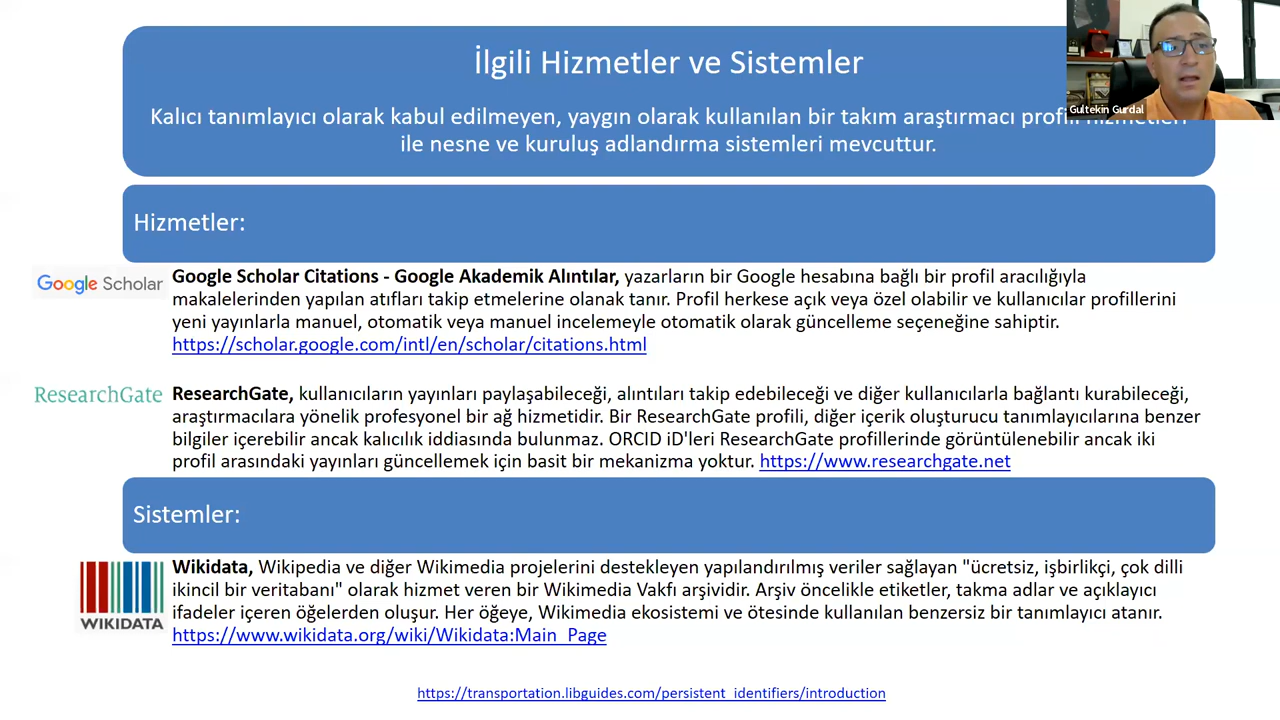 İlgili Hizmetler ve Sistemler
Gultekin Gurdal
Kalıcı tanımlayıcı olarak kabul edilmeyen, yaygın olarak kullanılan bir takım araştırmacı profil hizmetleri
ile nesne ve kuruluş adlandırma sistemleri mevcuttur.
Hizmetler:
Google Scholar
Google Scholar Citations - Google Akademik Alıntılar, yazarların bir Google hesabına bağlı bir profil aracılığıyla
makalelerinden yapılan atıfları takip etmelerine olanak tanır. Profil herkese açık veya özel olabilir ve kullanıcılar profillerini
yeni yayınlarla manuel, otomatik veya manuel incelemeyle otomatik olarak güncelleme seçeneğine sahiptir.
https://scholar.google.com/intl/en/scholar/citations.html
ResearchGate
ResearchGate, kullanıcıların yayınları paylaşabileceği, alıntıları takip edebileceği ve diğer kullanıcılarla bağlantı kurabileceği,
araştırmacılara yönelik profesyonel bir ağ hizmetidir. Bir ResearchGate profili, diğer içerik oluşturucu tanımlayıcılarına benzer
bilgiler içerebilir ancak kalıcılık iddiasında bulunmaz. ORCID iD'leri ResearchGate profillerinde görüntülenebilir ancak iki
profil arasındaki yayınları güncellemek için basit bir mekanizma yoktur. https://www.researchgate.net
Sistemler:
WIKIDATA
Wikidata, Wikipedia ve diğer Wikimedia projelerini destekleyen yapılandırılmış veriler sağlayan "ücretsiz, işbirlikçi, çok dilli
ikincil bir veritabanı" olarak hizmet veren bir Wikimedia Vakfı arşividir. Arşiv öncelikle etiketler, takma adlar ve açıklayıcı
ifadeler içeren öğelerden oluşur. Her öğeye, Wikimedia ekosistemi ve ötesinde kullanılan benzersiz bir tanımlayıcı atanır.
https://www.wikidata.org/wiki/Wikidata:Main_Page
https://transportation.libguides.com/persistent_identifiers/introduction